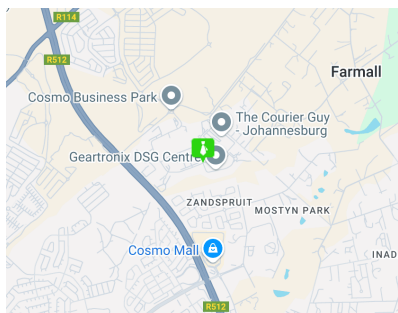 R114
R512
Farmall
Cosmo Business Park
The Courier Guy
- Johannesburg
Geartronix DSG Centre
ZANDSPRUIT
MOSTYN PARK
Cosmo Mall
INAD
R512